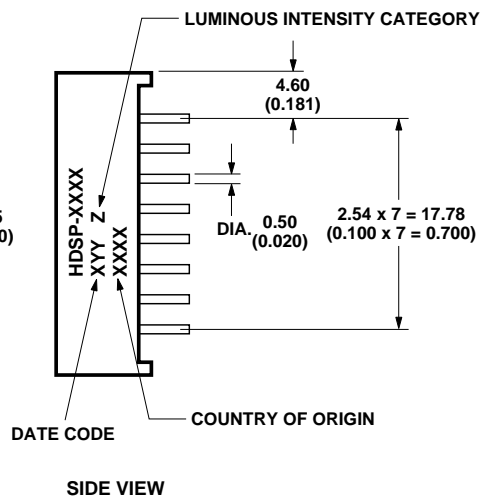 LUMINOUS INTENSITY CATEGORY
4.60
(0.181)
HDSP-XXXX
XYY Z
XXXX
DIA. 0.50
(0.020)
2.54 x 7 = 17.78
(0.100 x 7 = 0.700)
COUNTRY OF ORIGIN
DATE CODE
SIDE VIEW